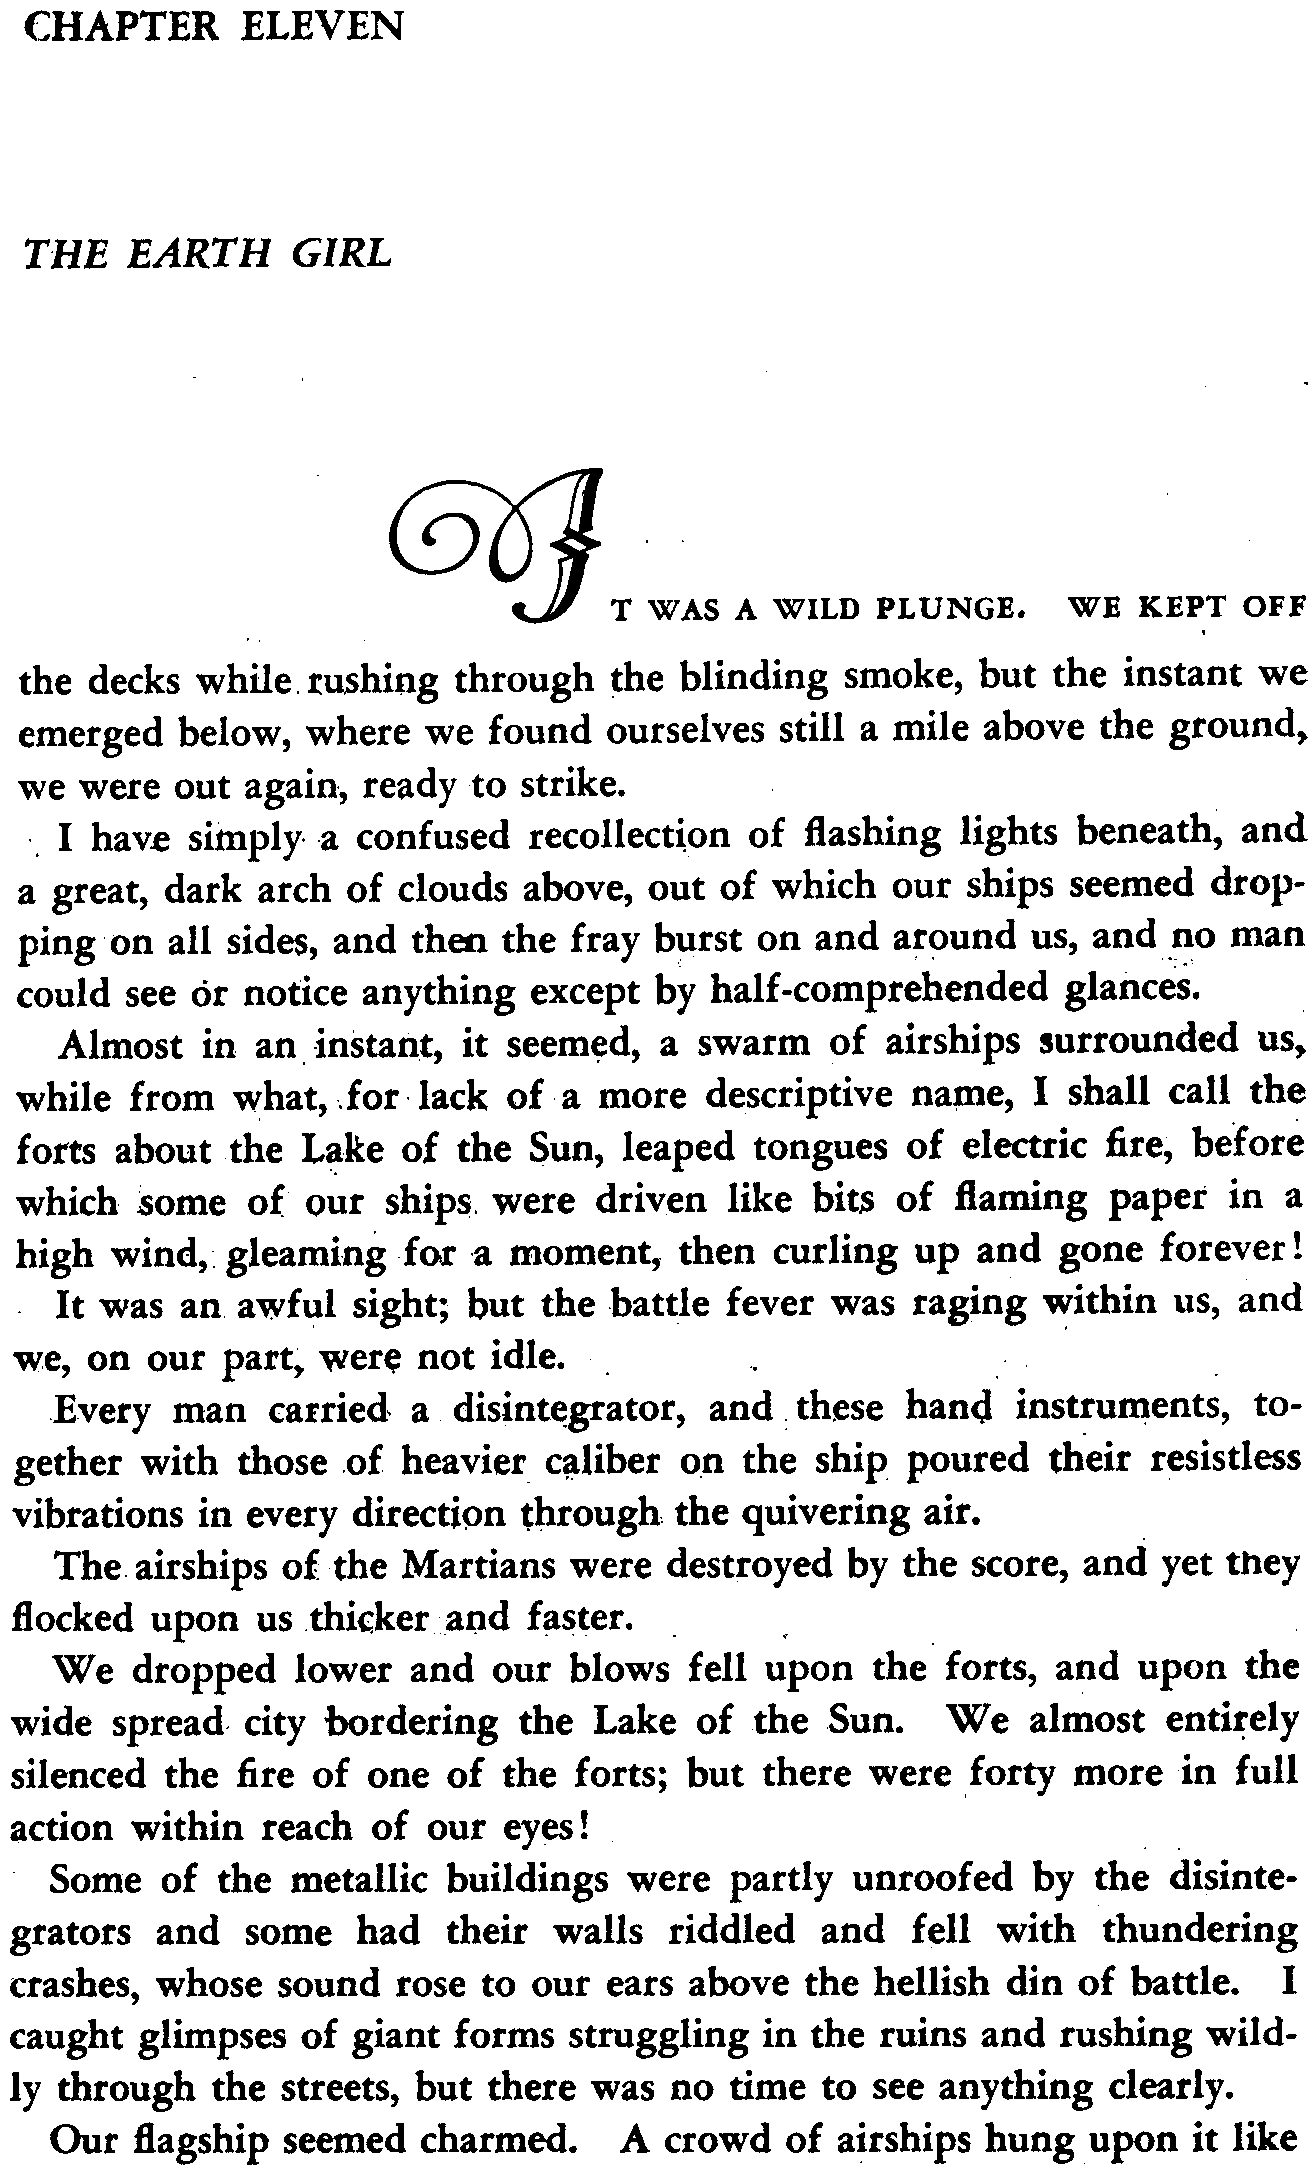 CHAPTER ELEVEN
THE EARTH GIRL
IT WAS A WILD PLUNGE. WE KEPT OFF
the decks while rushing through the blinding smoke, but the instant we
emerged below, where we found ourselves still a mile above the ground,
we were out again, ready to strike.
I have simply a confused recollection of flashing lights beneath, and
a great, dark arch of clouds above, out of which our ships seemed drop-
ping on all sides, and then the fray burst on and around us, and no man
could see or notice anything except by half-comprehended glances.
Almost in an instant, it seemed, a swarm of airships surrounded us,
while from what, for lack of a more descriptive name, I shall call the
forts about the Lake of the Sun, leaped tongues of electric fire, before
which some of our ships were driven like bits of flaming paper in a
high wind, gleaming for a moment, then curling up and gone forever!
It was an awful sight; but the battle fever was raging within us, and
we, on our part, were not idle.
Every man carried a disintegrator, and these hand instruments, to-
gether with those of heavier caliber on the ship poured their resistless
vibrations in every direction through the quivering air.
The airships of the Martians were destroyed by the score, and yet they
flocked upon us thicker and faster.
We dropped lower and our blows fell upon the forts, and upon the
wide spread city bordering the Lake of the Sun. We almost entirely
silenced the fire of one of the forts; but there were forty more in full
action within reach of our eyes!
Some of the metallic buildings were partly unroofed by the disinte-
grators and some had their walls riddled and fell with thundering
crashes, whose sound rose to our ears above the hellish din of battle. I
caught glimpses of giant forms struggling in the ruins and rushing wild-
ly through the streets, but there was no time to see anything clearly.
Our flagship seemed charmed. A crowd of airships hung upon it like